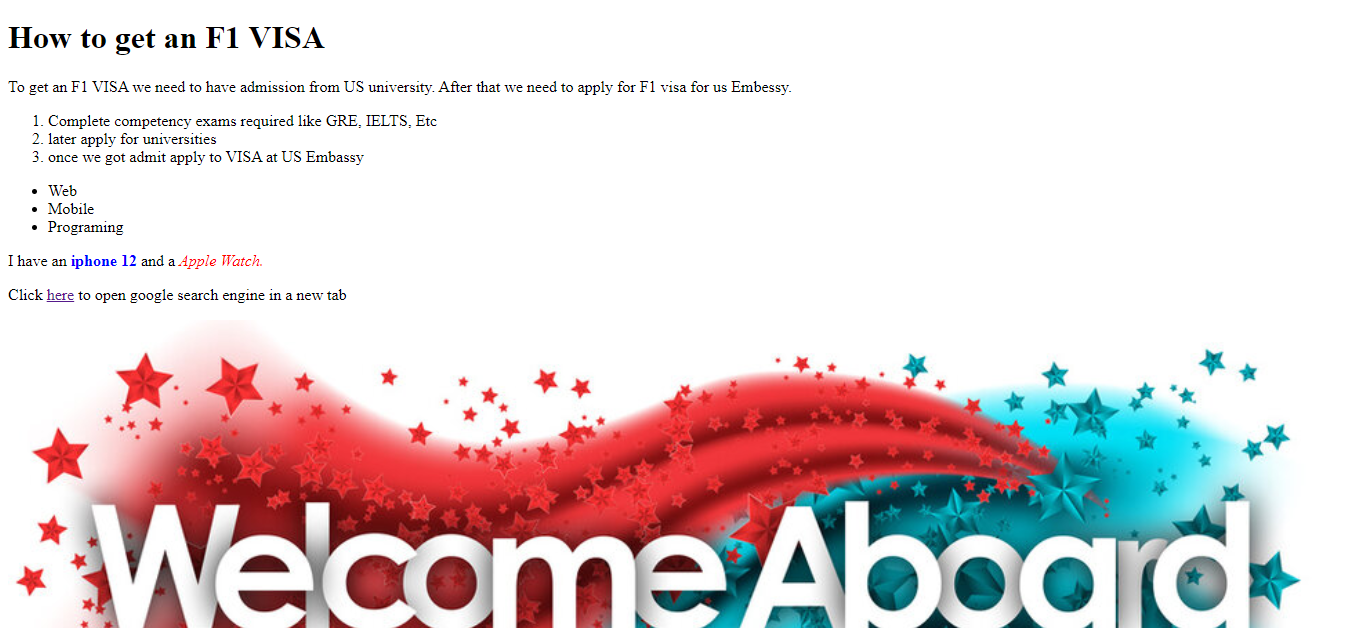 How to get an F1 VISA
To get an F1 VISA we need to have admission from US university. After that we need to apply for F1 visa for us Embessy.
1. Complete competency exams required like GRE, IELTS, Etc
2. later apply for universities
3. once we got admit apply to VISA at US Embassy
• Web
• Mobile
• Programing
I have an iphone 12 and a Apple Watch.
Click here to open google search engine in a new tab
Welcome Aboard